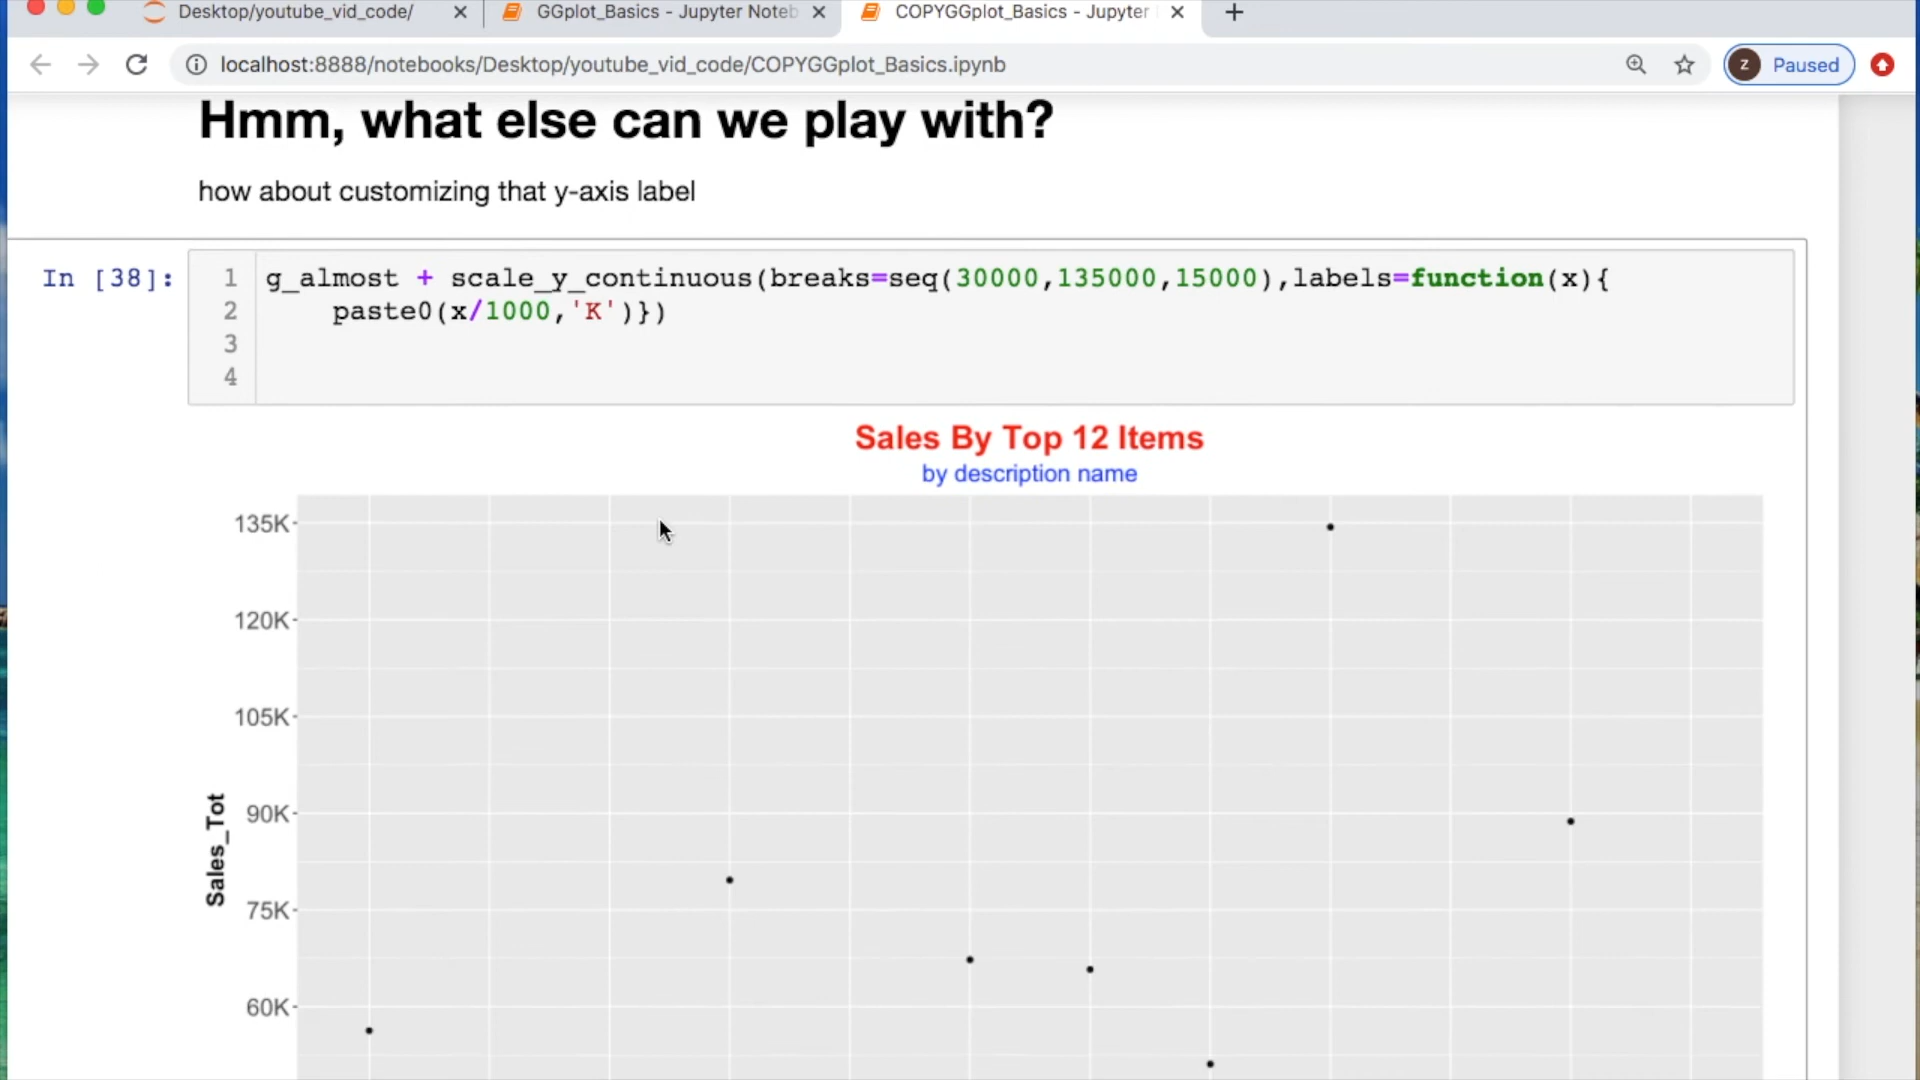 Desktop/youtube_vid_code/
GGplot_Basics - Jupyter Noteb
COPYGGplot_Basics - Jupyter
localhost:8888/notebooks/Desktop/youtube_vid_code/COPYGGplot_Basics.ipynb
z Paused
Hmm, what else can we play with?
how about customizing that y-axis label
In [38]:
1 g_almost + scale_y_continuous(breaks=seq(30000,135000,15000),labels=function(x){
2 paste0(x/1000,'K')})
3
4
Sales By Top 12 Items
by description name
135K
120K
105K
90K
75K
60K
Sales_Tot